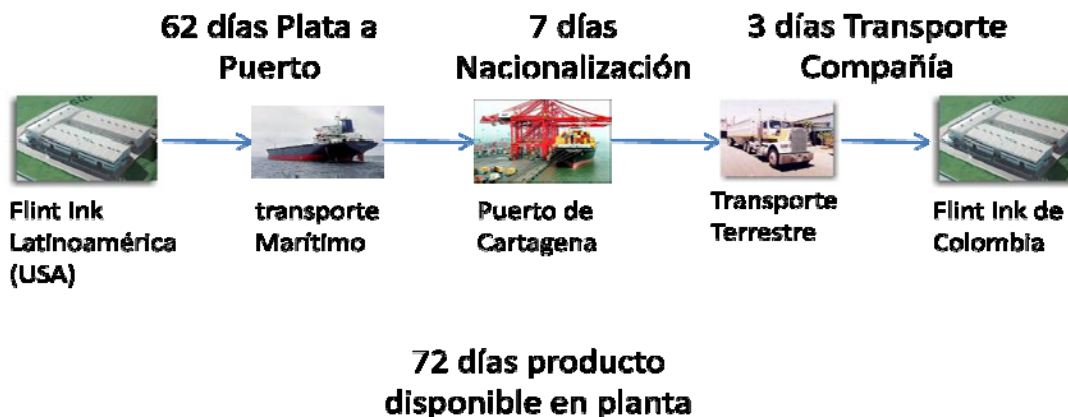 62 días Plata a
Puerto
7 días
Nacionalización
3 días Transporte
Compañía
Flint Ink
Latinoamérica
(USA)
transporte
Marítimo
Puerto de
Cartagena
Transporte
Terrestre
Flint Ink de
Colombia
72 días producto
disponible en planta